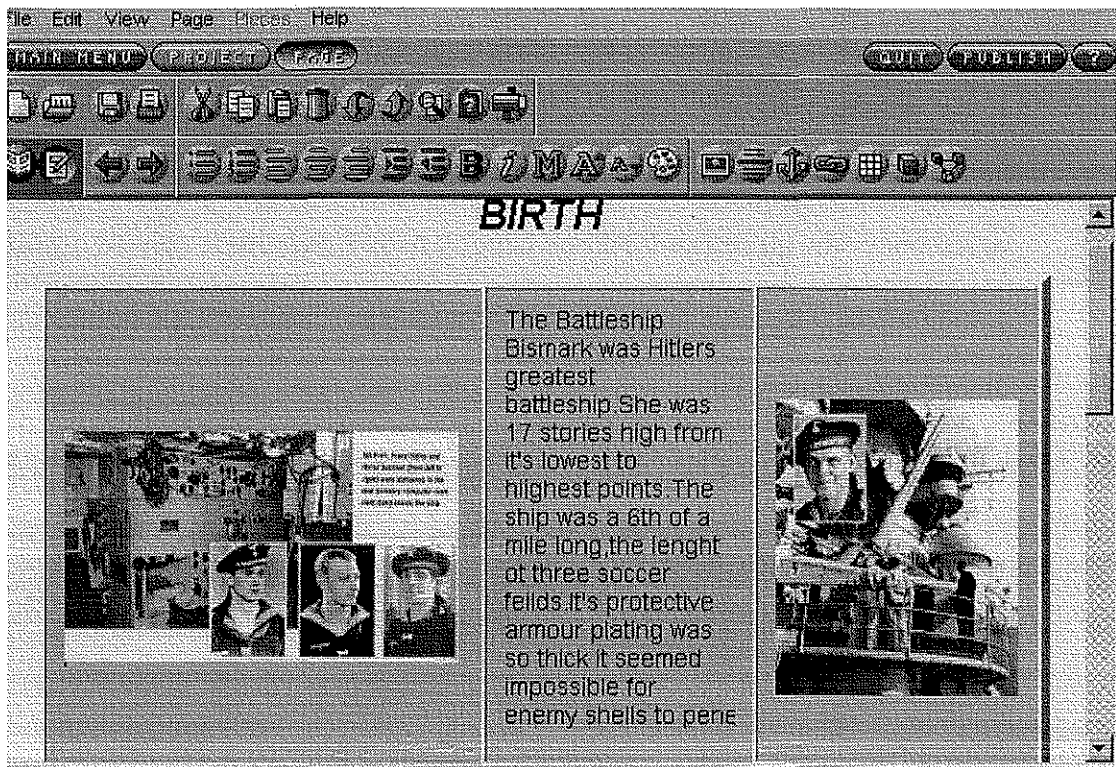 ile Edit View Page Pieces Help
MAIN MENU PROJECT PAGE QUIT PUBLISH ?
BIRTH
The Battleship
Bismark was Hitlers
greatest
battleship.She was
17 stories high from
it's lowest to
hiighest points.The
ship was a 6th of a
mile long,the lenght
of three soccer
feilds.It's protective
armour plating was
so thick it seemed
impossible for
enemy shells to pene